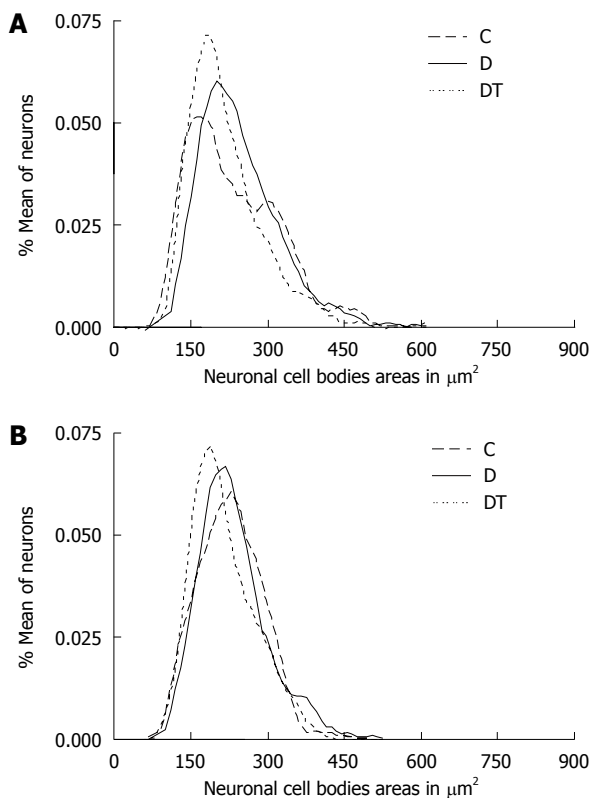 A
0.075
0.050
0.025
0.000
% Mean of neurons
C
D
DT
0 150 300 450 600 750 900
Neuronal cell bodies areas in μm²
B
0.075
0.050
0.025
0.000
% Mean of neurons
C
D
DT
0 150 300 450 600 750 900
Neuronal cell bodies areas in μm²